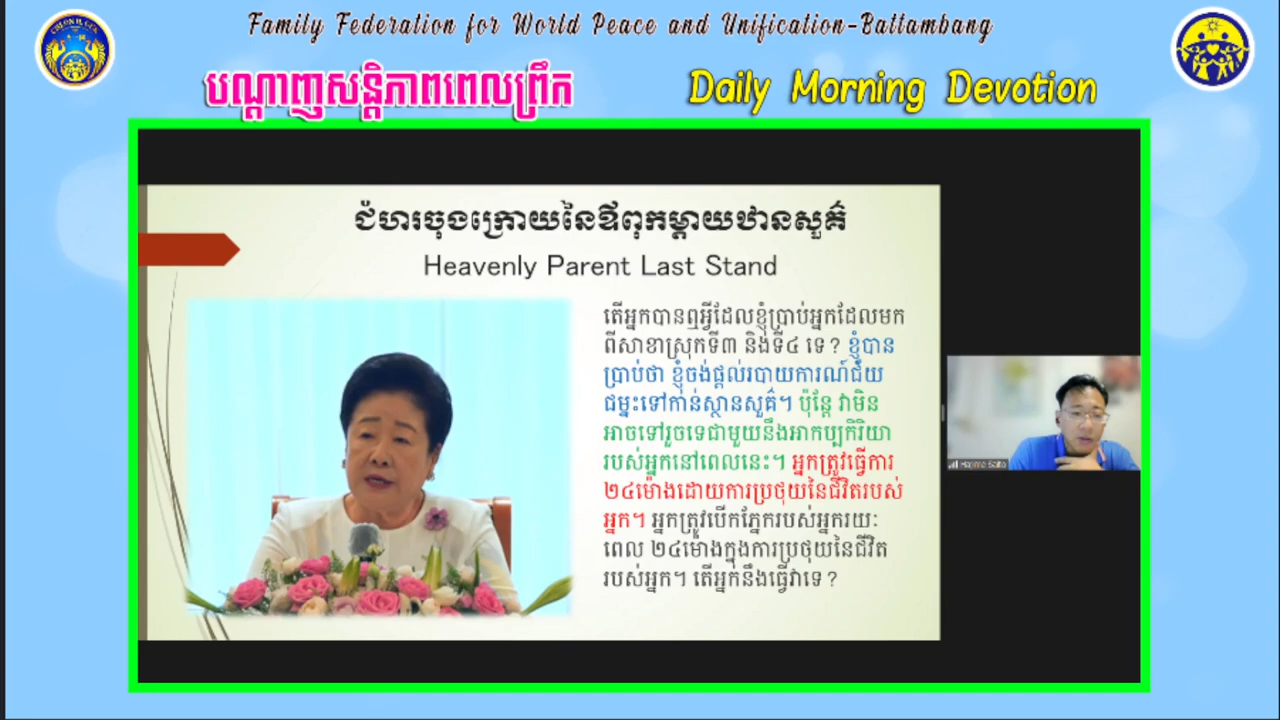 Family Federation for World Peace and Unification-Battambang
បណ្ដាញសន្តិភាពពេលព្រឹក
Daily Morning Devotion
ជំហរចុងក្រោយនៃឪពុកម្ដាយឋានសួគ៌
Heavenly Parent Last Stand
តើអ្នកបានឮអ្វីដែលខ្ញុំប្រាប់អ្នកដែលមក
ពីសាខាស្រុកទី៣ និងទី៤ ទេ? ខ្ញុំបាន
ប្រាប់ថា ខ្ញុំចង់ផ្ដល់របាយការណ៍ជ័យ
ជម្នះទៅកាន់ស្ថានសួគ៌។ ប៉ុន្តែ វាមិន
អាចទៅរួចទេជាមួយនឹងអាកប្បកិរិយា
របស់អ្នកនៅពេលនេះ។ អ្នកត្រូវធ្វើការ
២៤ម៉ោងដោយការប្រថុយនៃជីវិតរបស់
អ្នក។ អ្នកត្រូវបើកភ្នែករបស់អ្នករយៈ
ពេល ២៤ម៉ោងក្នុងការប្រថុយនៃជីវិត
របស់អ្នក។ តើអ្នកនឹងធ្វើវាទេ?
Hajime Saito